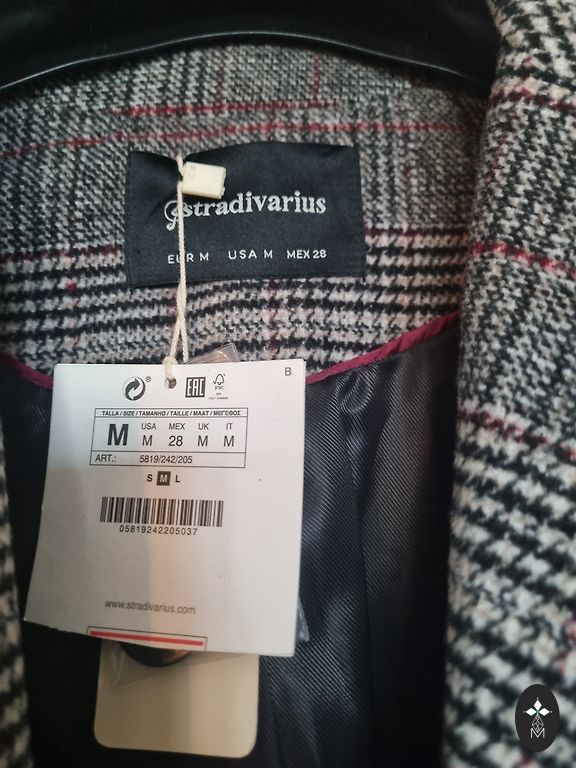 Stradivarius
EUR M USA M MEX 28
B
EAC
FSC
TALLA / SIZE / TAMANHO / TAILLE / MAAT / ΜΕΓΕΘΟΣ
M
USA MEX UK IT
M 28 M M
ART.: 5819/242/205
S M L
05819242205037
www.stradivarius.com